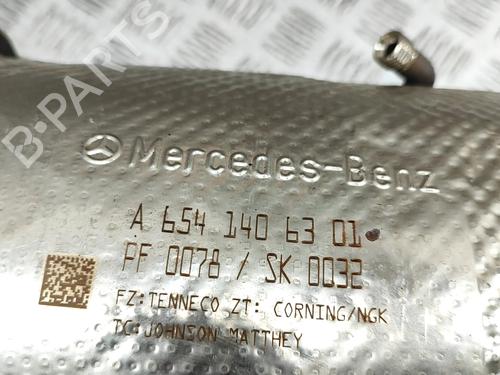 B-PARTS
Mercedes-Benz
A 654 140 63 01
PF 0078 / SK 0032
FZ: TENNECO ZT: CORNING/NGK
TC: JOHNSON MATTHEY